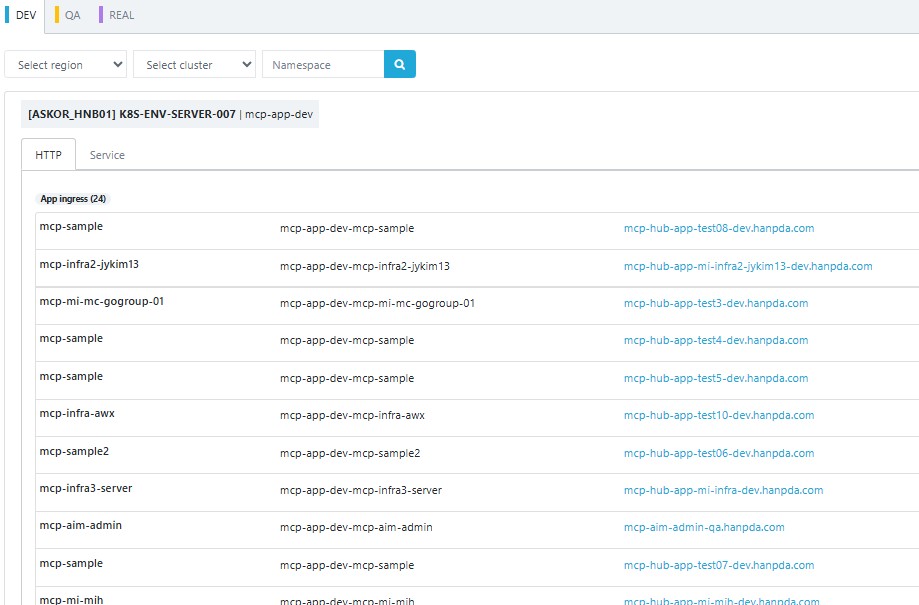 DEV QA REAL
Select region Select cluster Namespace
[ASKOR_HNB01] K8S-ENV-SERVER-007 | mcp-app-dev
HTTP Service
App ingress (24)
mcp-sample mcp-app-dev-mcp-sample mcp-hub-app-test08-dev.hanpda.com
mcp-infra2-jykim13 mcp-app-dev-mcp-infra2-jykim13 mcp-hub-app-mi-infra2-jykim13-dev.hanpda.com
mcp-mi-mc-gogroup-01 mcp-app-dev-mcp-mi-mc-gogroup-01 mcp-hub-app-test3-dev.hanpda.com
mcp-sample mcp-app-dev-mcp-sample mcp-hub-app-test4-dev.hanpda.com
mcp-sample mcp-app-dev-mcp-sample mcp-hub-app-test5-dev.hanpda.com
mcp-infra-awx mcp-app-dev-mcp-infra-awx mcp-hub-app-test10-dev.hanpda.com
mcp-sample2 mcp-app-dev-mcp-sample2 mcp-hub-app-test06-dev.hanpda.com
mcp-infra3-server mcp-app-dev-mcp-infra3-server mcp-hub-app-mi-infra-dev.hanpda.com
mcp-aim-admin mcp-app-dev-mcp-aim-admin mcp-aim-admin-qa.hanpda.com
mcp-sample mcp-app-dev-mcp-sample mcp-hub-app-test07-dev.hanpda.com
mcp-mi-mih mcp-app-dev-mcp-mi-mih mcp-hub-app-mi-mih-dev.hanpda.com